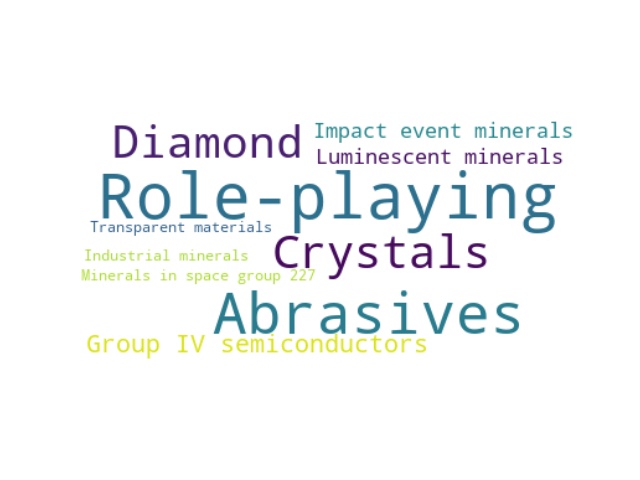 Diamond
Impact event minerals
Luminescent minerals
Role-playing
Transparent materials
Crystals
Industrial minerals
Minerals in space group 227
Abrasives
Group IV semiconductors